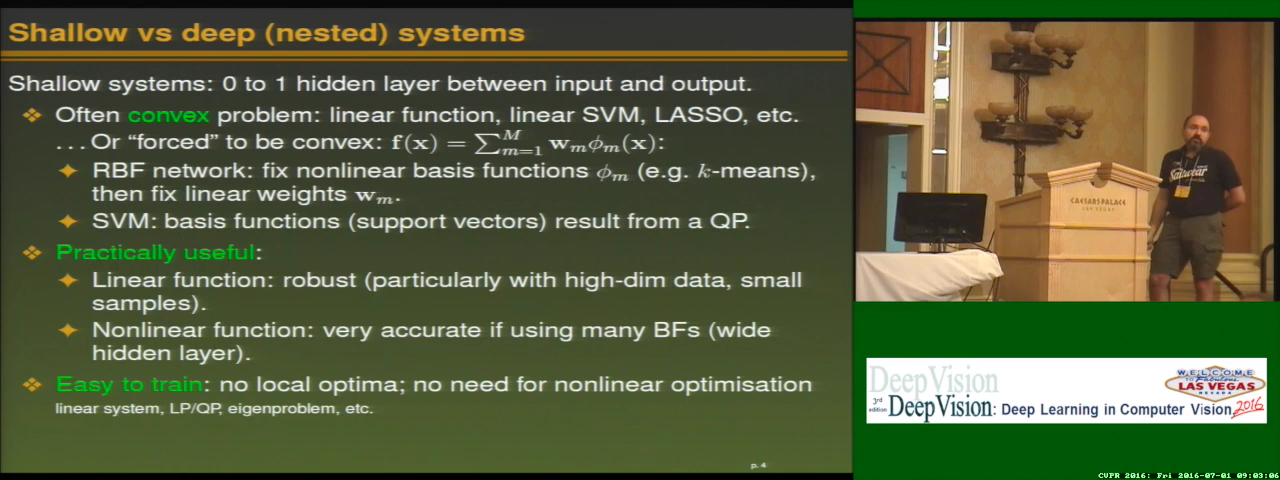 Shallow vs deep (nested) systems
Shallow systems: 0 to 1 hidden layer between input and output.
❖ Often convex problem: linear function, linear SVM, LASSO, etc.
. . . Or “forced” to be convex: f(x) = ∑_{m=1}^{M} w_m ϕ_m(x):
✦ RBF network: fix nonlinear basis functions ϕ_m (e.g. k-means),
then fix linear weights w_m.
✦ SVM: basis functions (support vectors) result from a QP.
❖ Practically useful:
✦ Linear function: robust (particularly with high-dim data, small
samples).
✦ Nonlinear function: very accurate if using many BFs (wide
hidden layer).
❖ Easy to train: no local optima; no need for nonlinear optimisation
linear system, LP/QP, eigenproblem, etc.
p. 4
CAESARS PALACE
LAS VEGAS
DeepVision
3rd
edition
DeepVision: Deep Learning in Computer Vision 2016
WELCOME
TO Fabulous
LAS VEGAS
NEVADA
CVPR 2016: Fri 2016-07-01 09:03:06